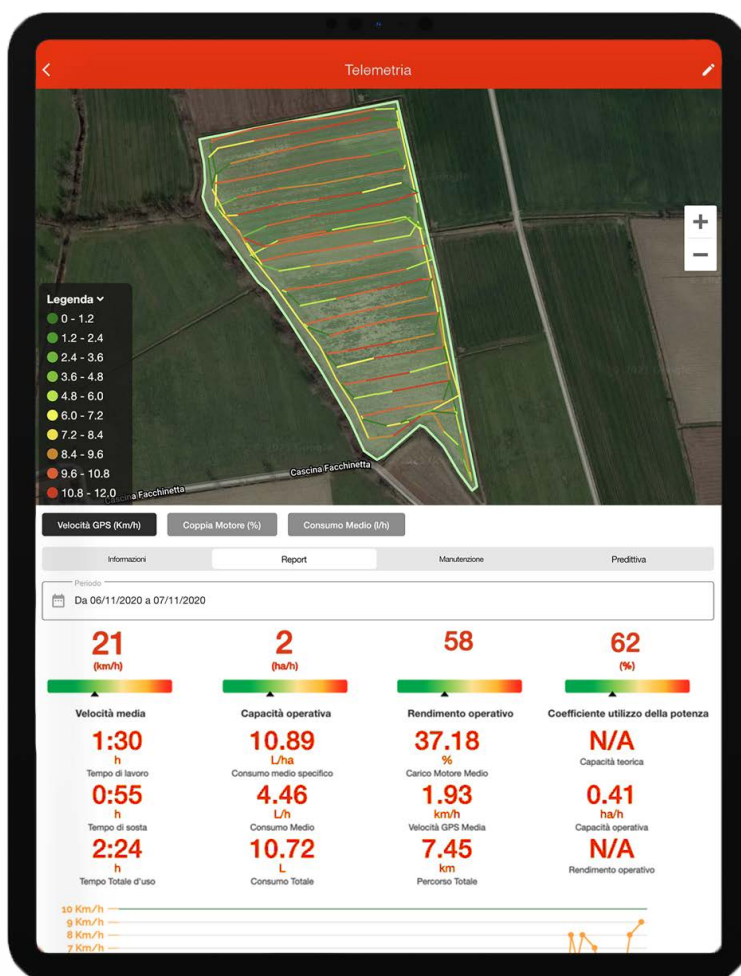 Telemetria
+
−
Legenda
0 - 1.2
1.2 - 2.4
2.4 - 3.6
3.6 - 4.8
4.8 - 6.0
6.0 - 7.2
7.2 - 8.4
8.4 - 9.6
9.6 - 10.8
10.8 - 12.0
Cascina Facchinetta
Cascina Facchinetta
Velocità GPS (Km/h) Coppia Motore (%) Consumo Medio (l/h)
Informazioni Report Manutenzione Predittiva
Periodo
Da 06/11/2020 a 07/11/2020
21 2 58 62
(km/h) (ha/h) (%)
Velocità media Capacità operativa Rendimento operativo Coefficiente utilizzo della potenza
1:30 10.89 37.18 N/A
h L/ha % Capacità teorica
Tempo di lavoro Consumo medio specifico Carico Motore Medio
0:55 4.46 1.93 0.41
h L/h km/h ha/h
Tempo di sosta Consumo Medio Velocità GPS Media Capacità operativa
2:24 10.72 7.45 N/A
h L km Rendimento operativo
Tempo Totale d'uso Consumo Totale Percorso Totale
10 Km/h
9 Km/h
8 Km/h
7 Km/h